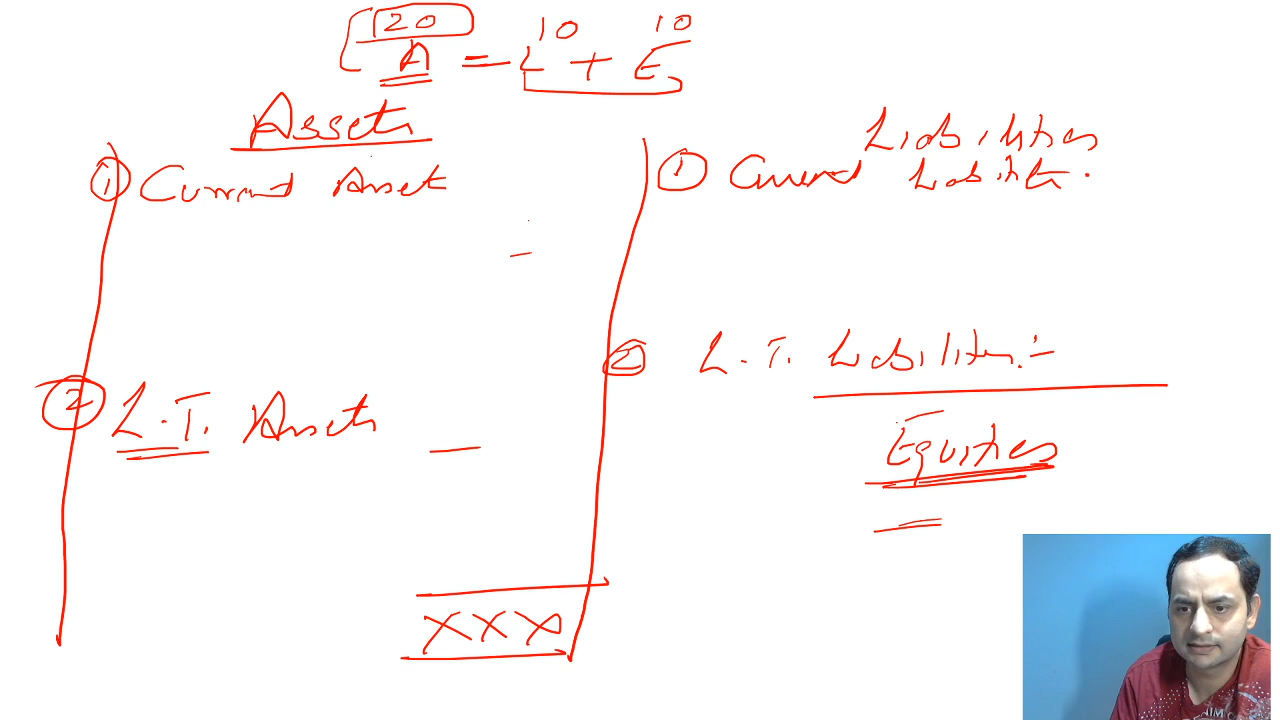 20 10 10
A = L + E
Assets
① Current Asset
② L.T. Assets
XXX
Liabilities
① Current Liabilities.
② L.T. Liabilities:-
Equities